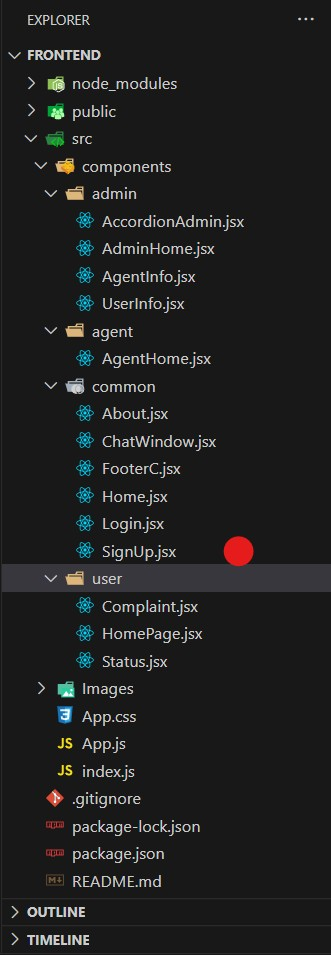 EXPLORER
FRONTEND
node_modules
public
src
components
admin
AccordionAdmin.jsx
AdminHome.jsx
AgentInfo.jsx
UserInfo.jsx
agent
AgentHome.jsx
common
About.jsx
ChatWindow.jsx
FooterC.jsx
Home.jsx
Login.jsx
SignUp.jsx
user
Complaint.jsx
HomePage.jsx
Status.jsx
Images
App.css
JS App.js
JS index.js
.gitignore
package-lock.json
package.json
README.md
OUTLINE
TIMELINE